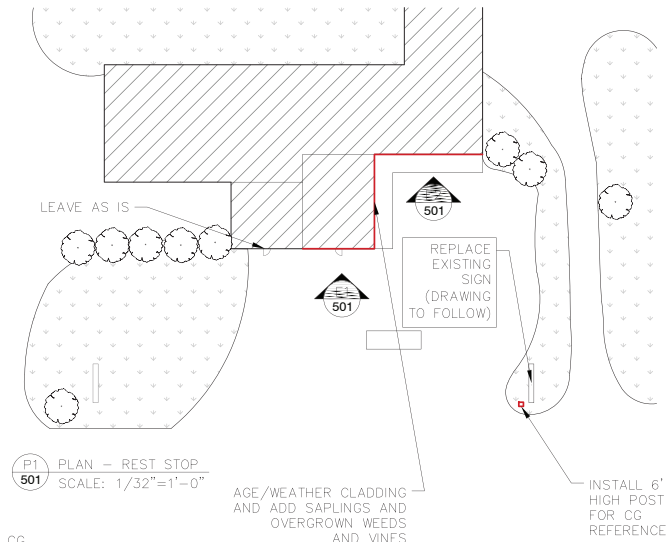 LEAVE AS IS
501
REPLACE
EXISTING
SIGN
(DRAWING
TO FOLLOW)
501
P1 PLAN – REST STOP
501 SCALE: 1/32"=1'-0"
AGE/WEATHER CLADDING
AND ADD SAPLINGS AND
OVERGROWN WEEDS
AND VINES
INSTALL 6'
HIGH POST
FOR CG
REFERENCE
CG